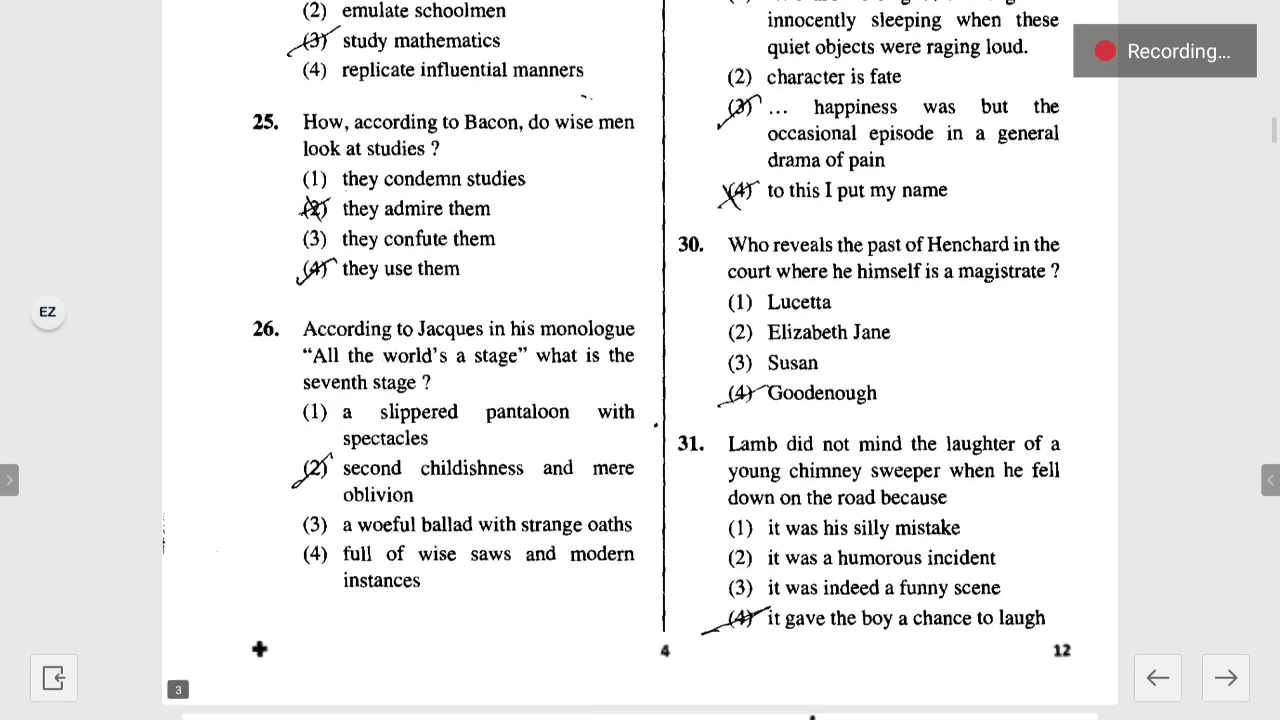 (2) emulate schoolmen
(3) study mathematics
(4) replicate influential manners
25. How, according to Bacon, do wise men
look at studies ?
(1) they condemn studies
(2) they admire them
(3) they confute them
(4) they use them
26. According to Jacques in his monologue
“All the world’s a stage” what is the
seventh stage ?
(1) a slippered pantaloon with
spectacles
(2) second childishness and mere
oblivion
(3) a woeful ballad with strange oaths
(4) full of wise saws and modern
instances
innocently sleeping when these
quiet objects were raging loud.
(2) character is fate
(3) ... happiness was but the
occasional episode in a general
drama of pain
(4) to this I put my name
30. Who reveals the past of Henchard in the
court where he himself is a magistrate ?
(1) Lucetta
(2) Elizabeth Jane
(3) Susan
(4) Goodenough
31. Lamb did not mind the laughter of a
young chimney sweeper when he fell
down on the road because
(1) it was his silly mistake
(2) it was a humorous incident
(3) it was indeed a funny scene
(4) it gave the boy a chance to laugh
4
12
3
EZ
Recording...